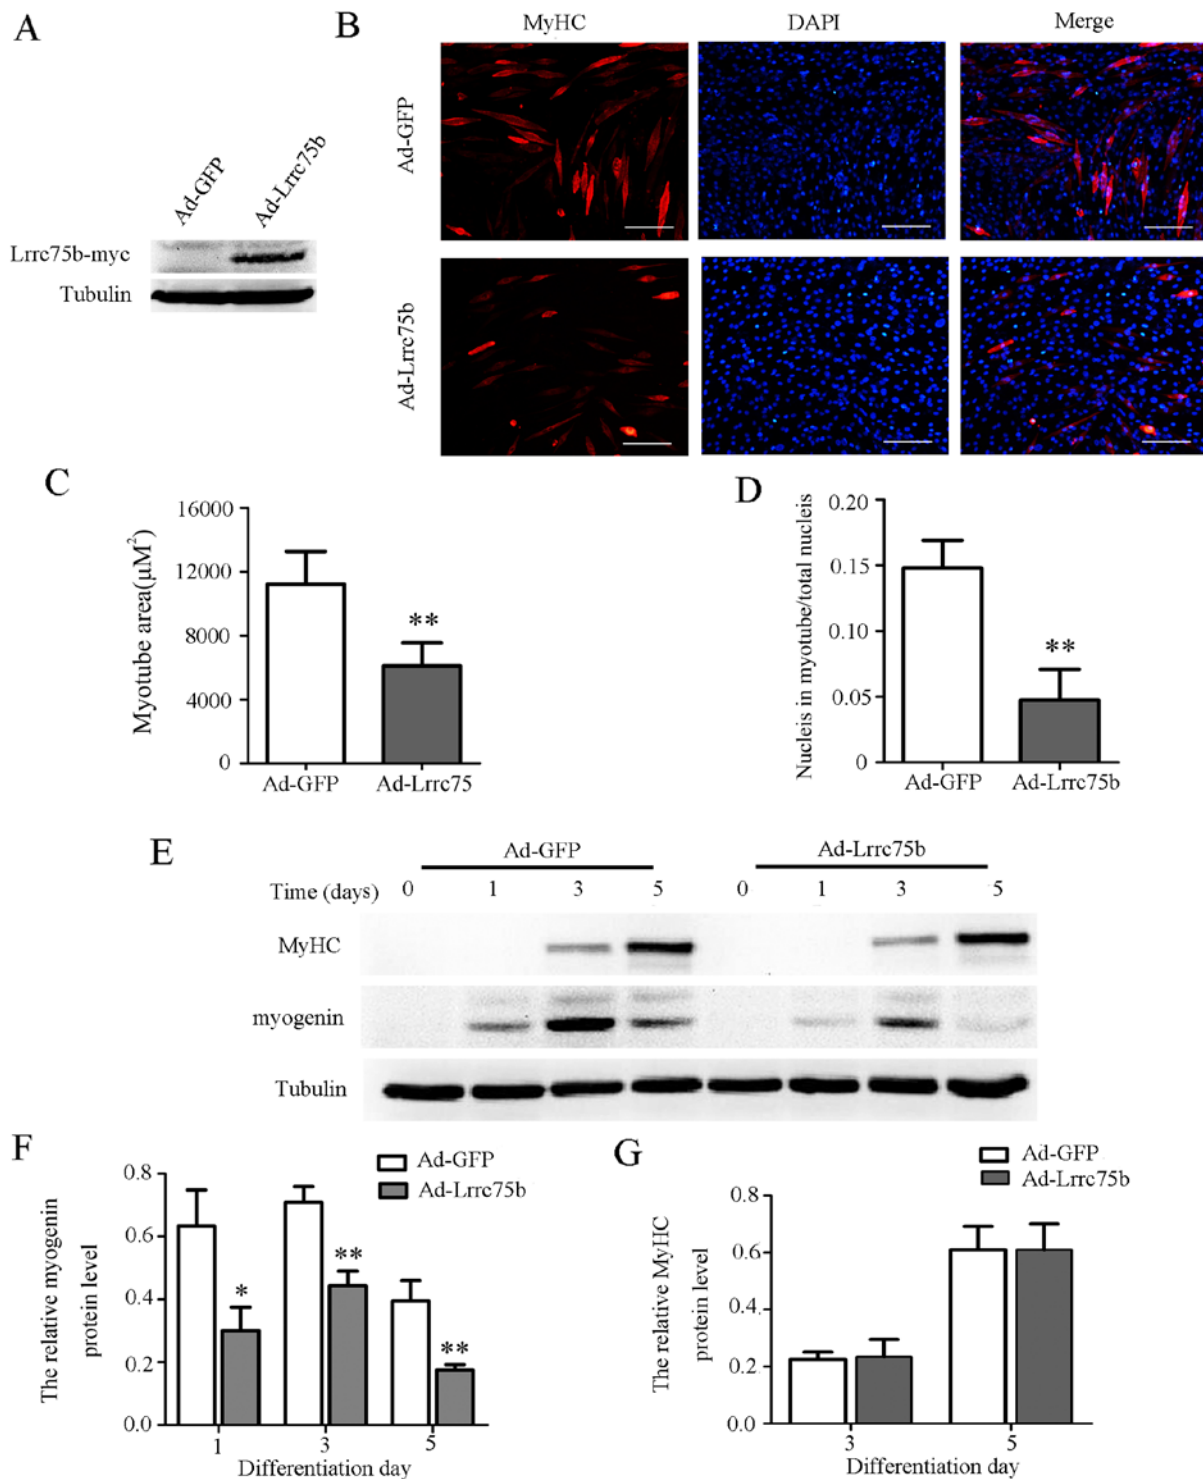 A
Ad-GFP
Ad-Lrrc75b
Lrrc75b-myc
Tubulin
B
MyHC
DAPI
Merge
Ad-GFP
Ad-Lrrc75b
C
Myotube area(μM²)
16000
12000
8000
4000
0
**
Ad-GFP
Ad-Lrrc75
D
Nucleis in myotube/total nucleis
0.20
0.15
0.10
0.05
0
**
Ad-GFP
Ad-Lrrc75b
E
Ad-GFP
Ad-Lrrc75b
Time (days) 0 1 3 5 0 1 3 5
MyHC
myogenin
Tubulin
F
Ad-GFP
Ad-Lrrc75b
The relative myogenin
protein level
0.8
0.6
0.4
0.2
0.0
*
**
**
1 3 5
Differentiation day
G
Ad-GFP
Ad-Lrrc75b
The relative MyHC
protein level
0.8
0.6
0.4
0.2
0.0
3 5
Differentiation day